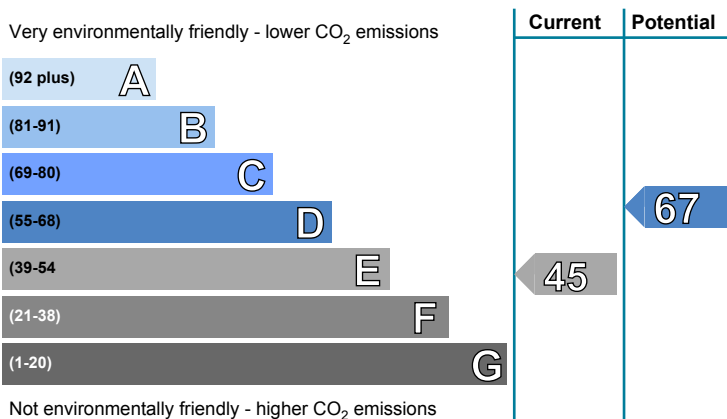 Current Potential
Very environmentally friendly - lower CO2 emissions
(92 plus) A
(81-91) B
(69-80) C
(55-68) D
67
(39-54 E
45
(21-38) F
(1-20) G
Not environmentally friendly - higher CO2 emissions